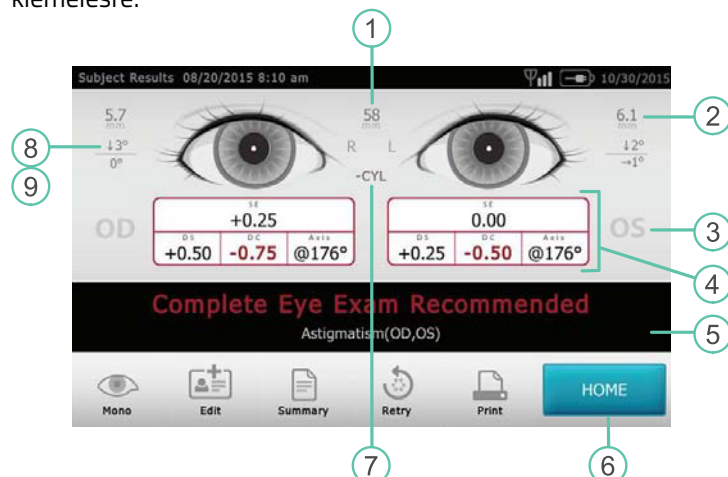 kiemelésre.
1
Subject Results 08/20/2015 8:10 am 10/30/2015
5.7 mm 58 mm 6.1 mm 2
8 ↓3° R L ↓2°
9 0° →1°
-CYL
OD OS 3
SE +0.25
DS +0.50 DC -0.75 Axis @176°
SE 0.00
DS +0.25 DC -0.50 Axis @176°
4
Complete Eye Exam Recommended
Astigmatism(OD,OS) 5
Mono Edit Summary Retry Print HOME
7 6